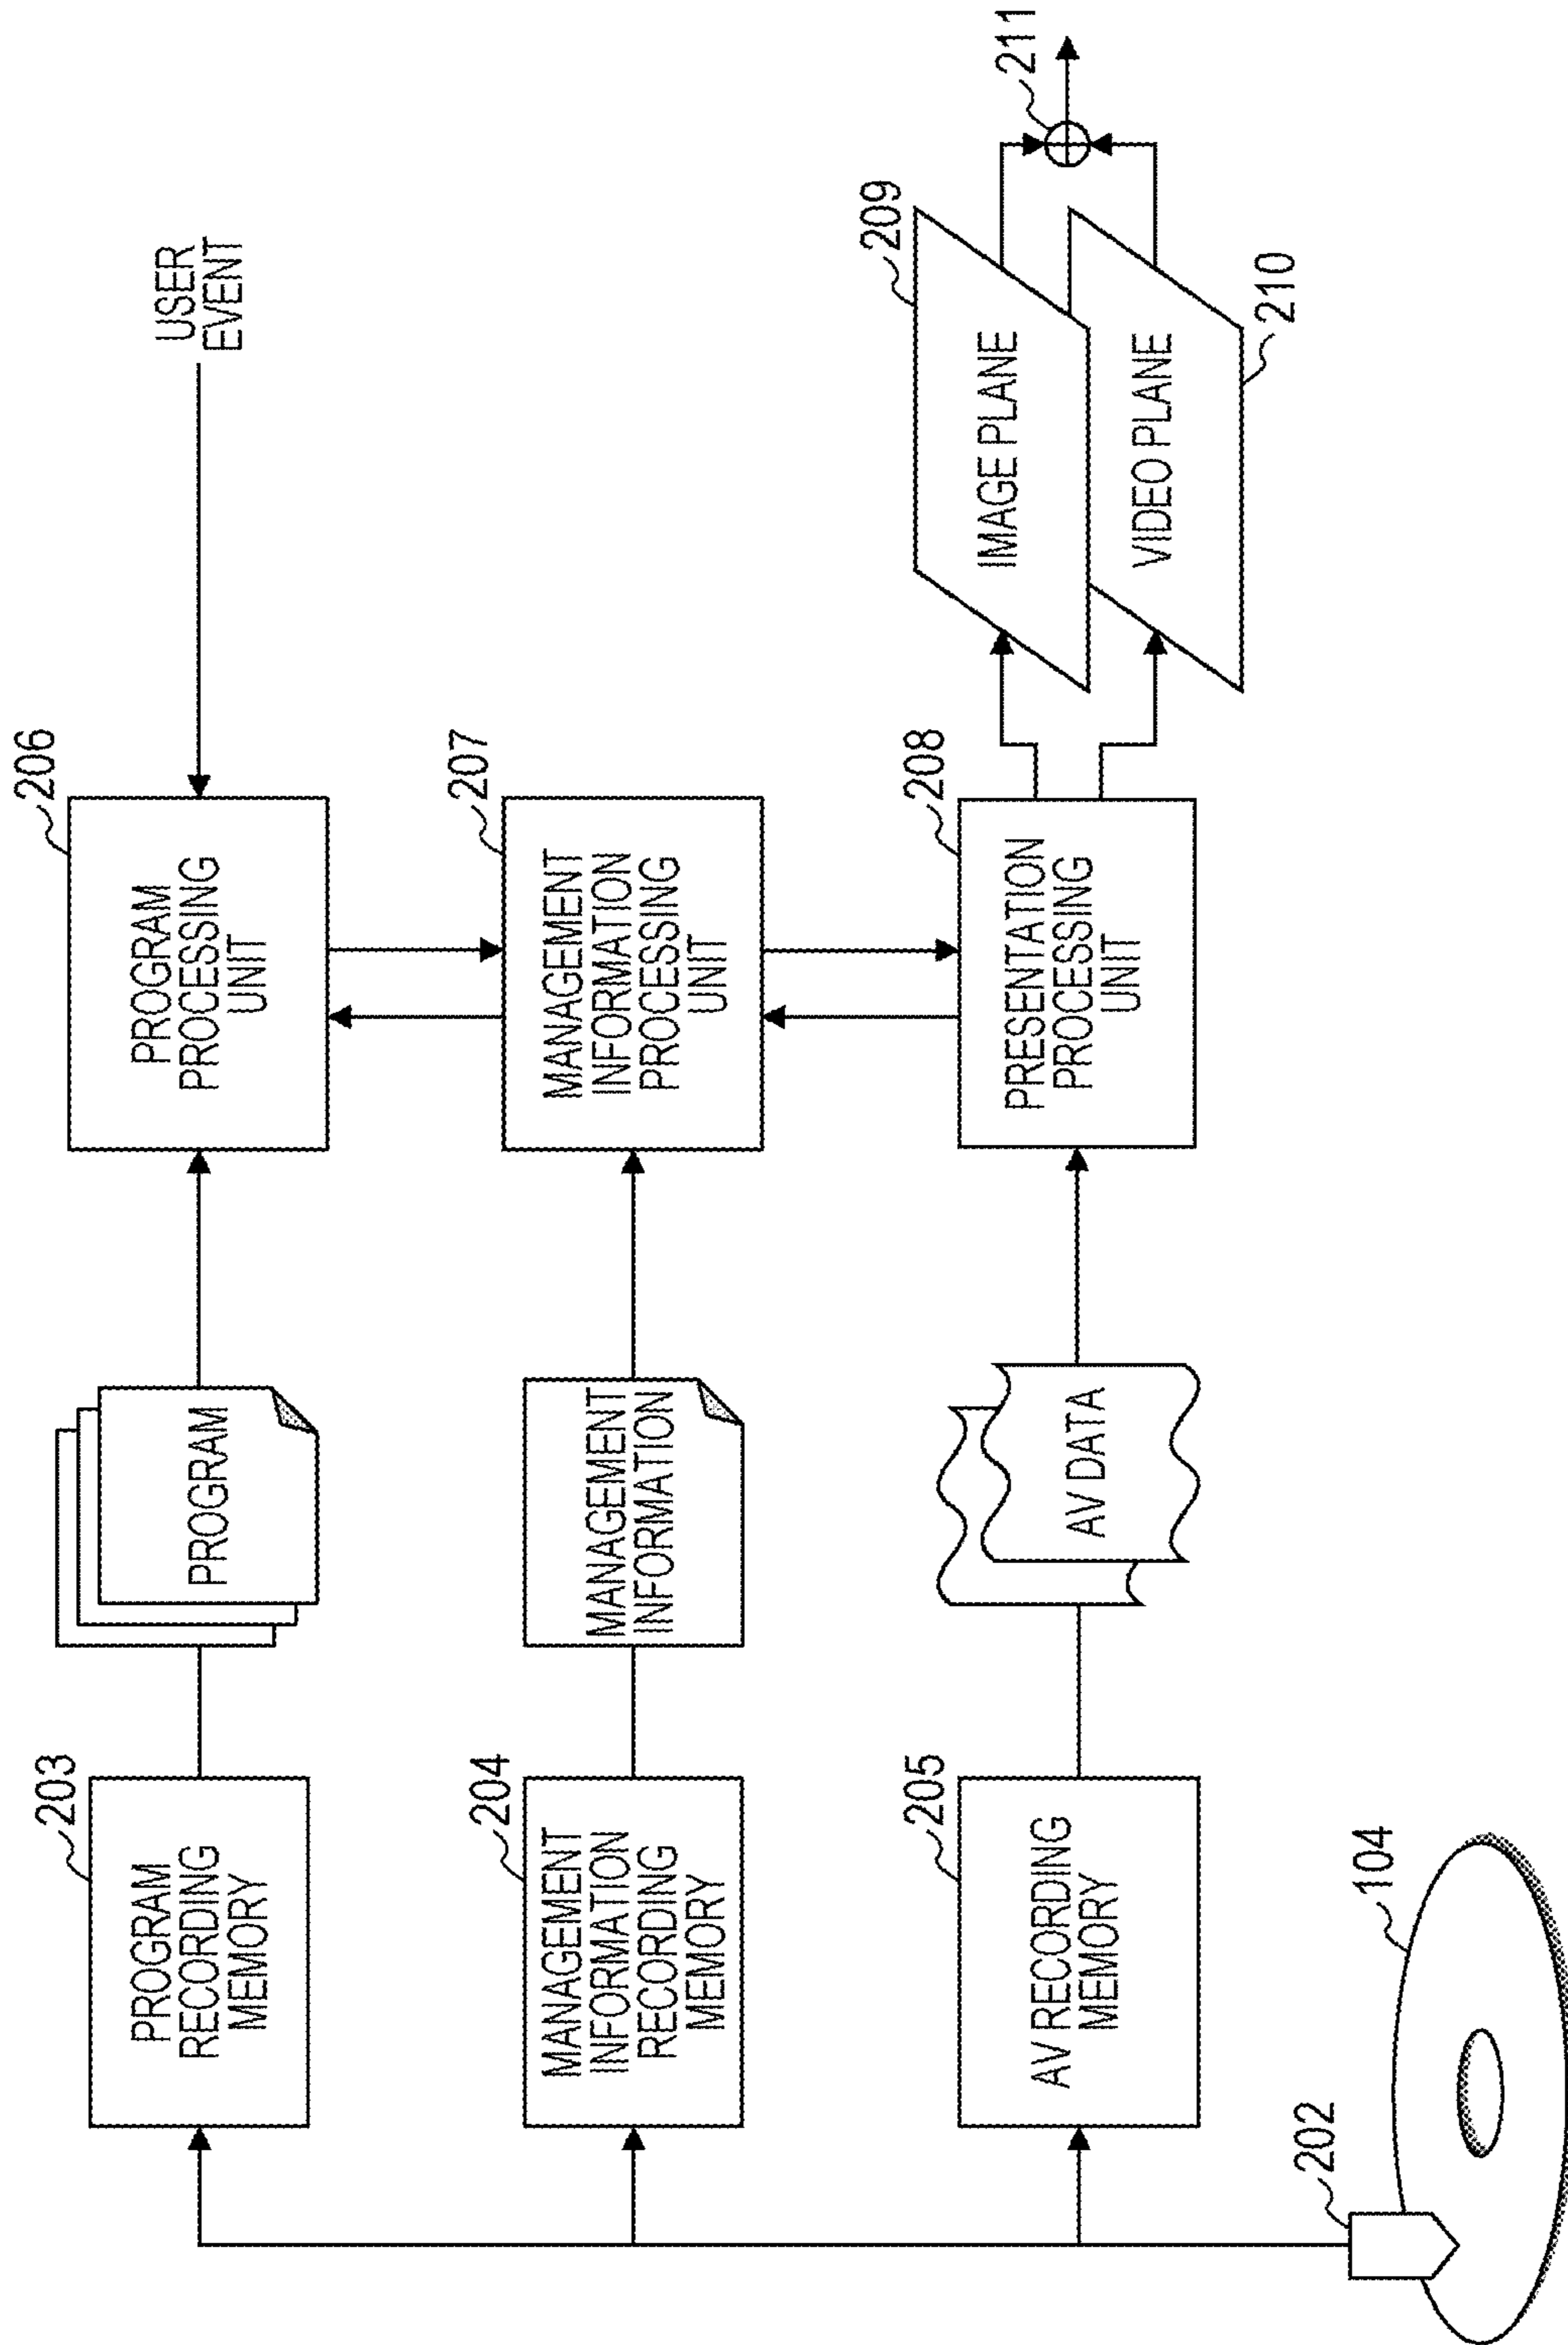 203
PROGRAM
RECORDING
MEMORY
PROGRAM
206
PROGRAM
PROCESSING
UNIT
USER
EVENT
204
MANAGEMENT
INFORMATION
RECORDING
MEMORY
MANAGEMENT
INFORMATION
207
MANAGEMENT
INFORMATION
PROCESSING
UNIT
205
AV RECORDING
MEMORY
AV DATA
208
PRESENTATION
PROCESSING
UNIT
209
IMAGE PLANE
211
VIDEO PLANE
210
202
104